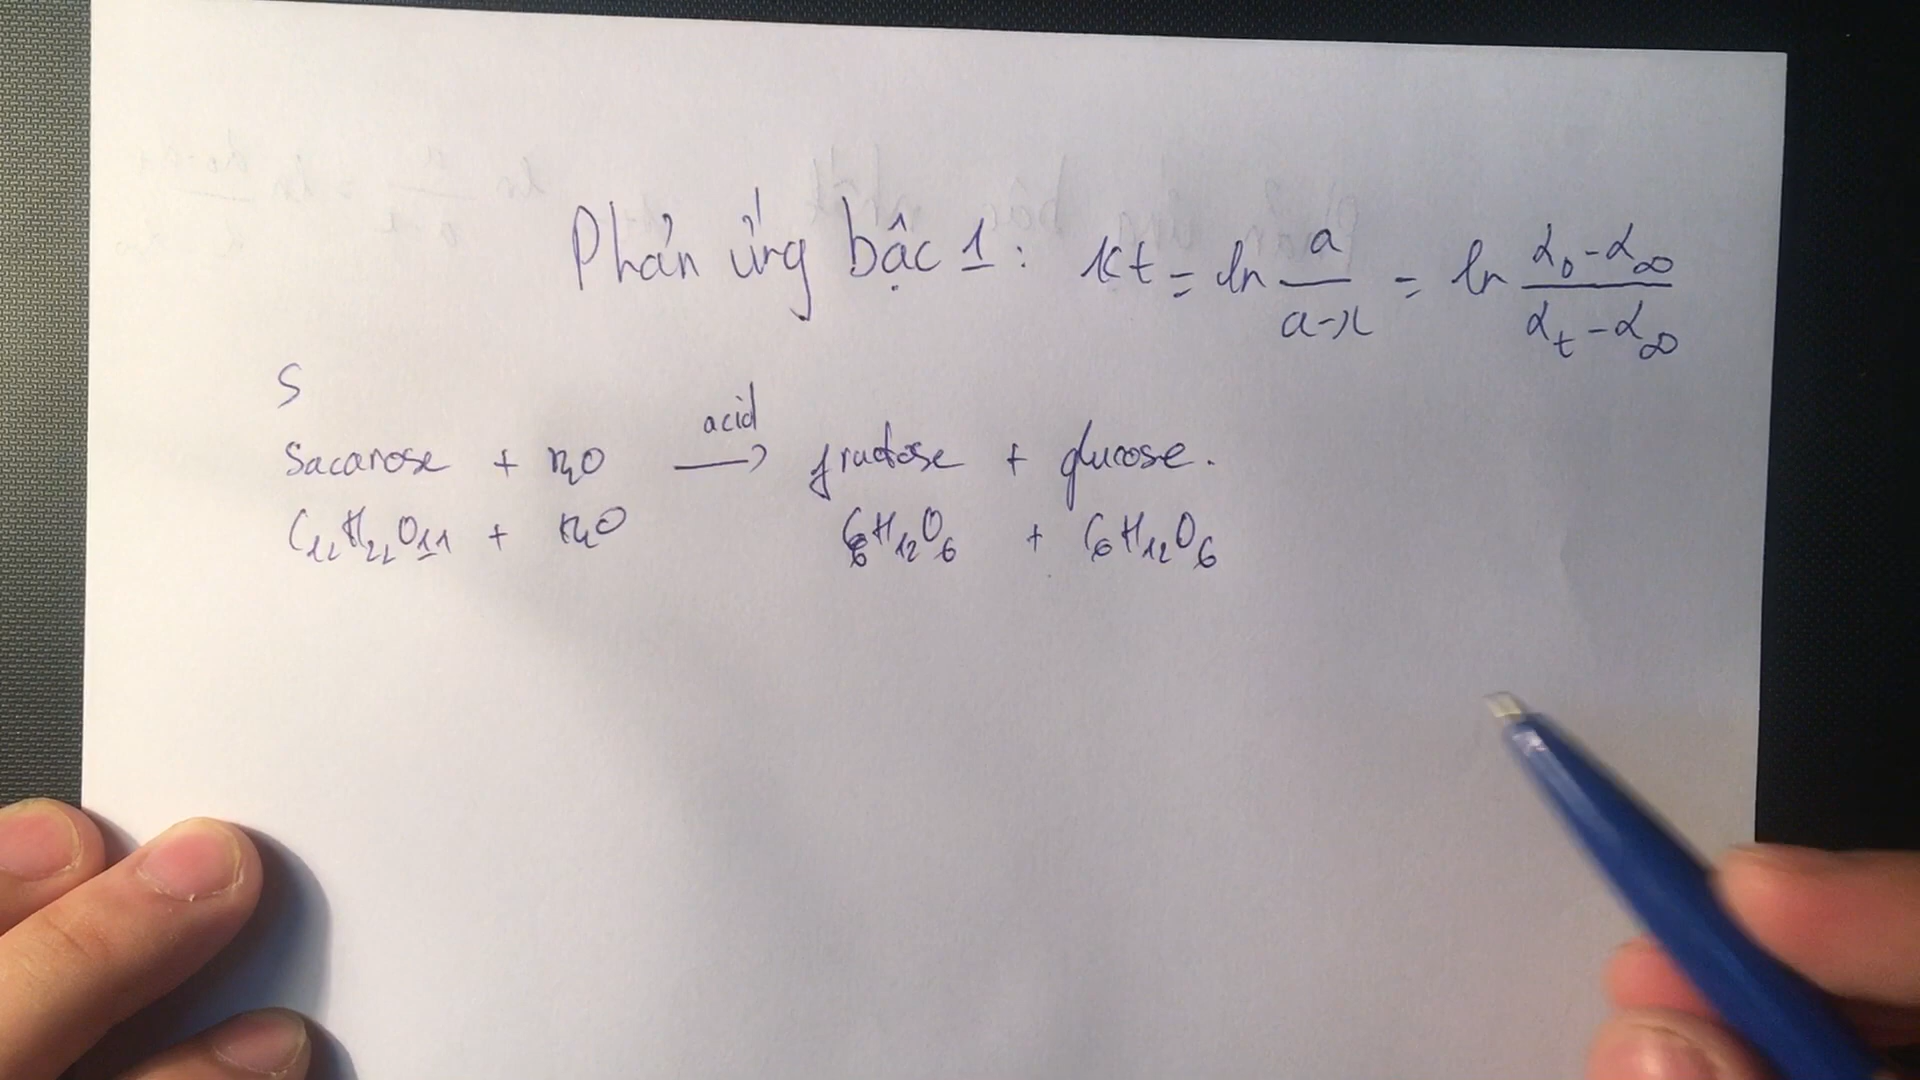 Phản ứng bậc 1 : kt = ln a/(a-x) = ln (α₀-α∞)/(αₜ-α∞)
S
acid
Sacarose + H₂O → fructose + glucose.
C₁₂H₂₂O₁₁ + H₂O C₆H₁₂O₆ + C₆H₁₂O₆